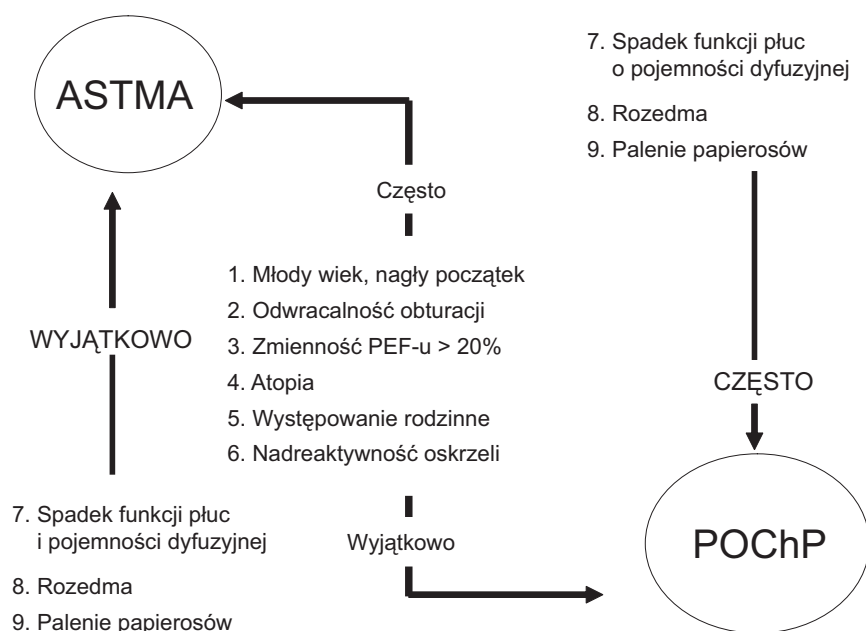 ASTMA
7. Spadek funkcji płuc
o pojemności dyfuzyjnej
8. Rozedma
9. Palenie papierosów
Często
1. Młody wiek, nagły początek
2. Odwracalność obturacji
3. Zmienność PEF-u > 20%
4. Atopia
5. Występowanie rodzinne
6. Nadreaktywność oskrzeli
WYJĄTKOWO
CZĘSTO
7. Spadek funkcji płuc
i pojemności dyfuzyjnej
8. Rozedma
9. Palenie papierosów
Wyjątkowo
POChP